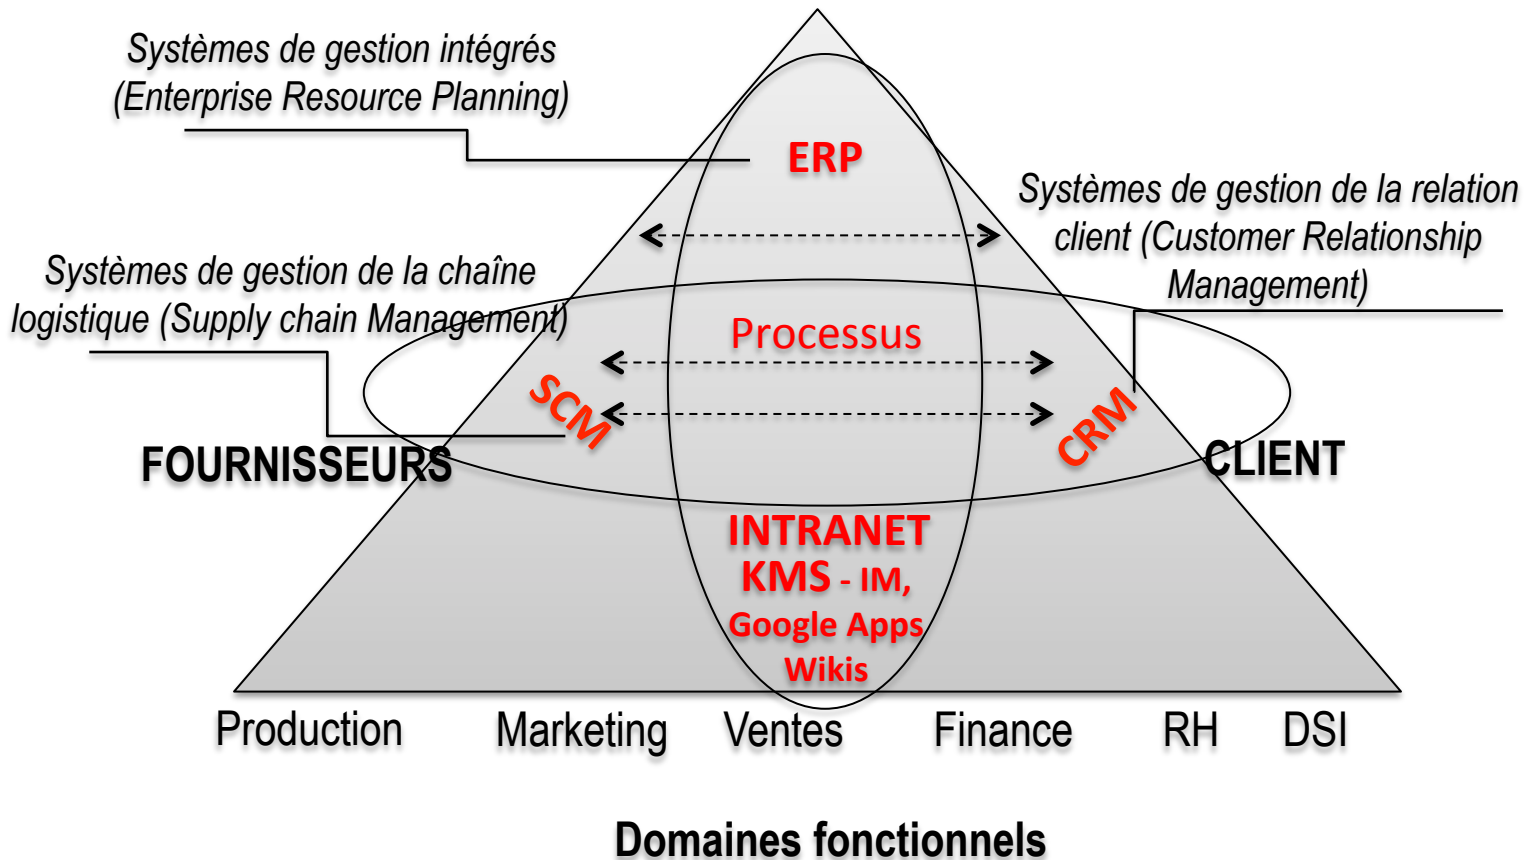 Systèmes de gestion intégrés
(Enterprise Resource Planning)
ERP
Systèmes de gestion de la relation
client (Customer Relationship
Management)
Systèmes de gestion de la chaîne
logistique (Supply chain Management)
Processus
SCM
CRM
FOURNISSEURS
CLIENT
INTRANET
KMS - IM,
Google Apps
Wikis
Production
Marketing
Ventes
Finance
RH
DSI
Domaines fonctionnels